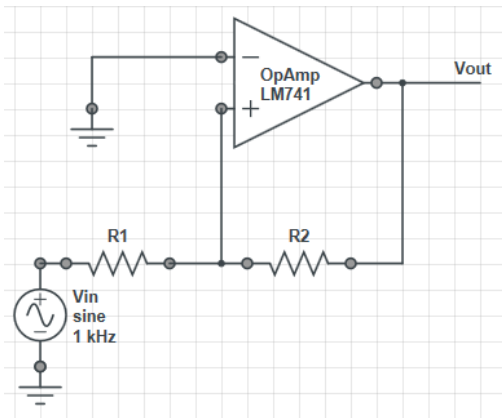 OpAmp
LM741
Vout
R1
R2
Vin
sine
1 kHz